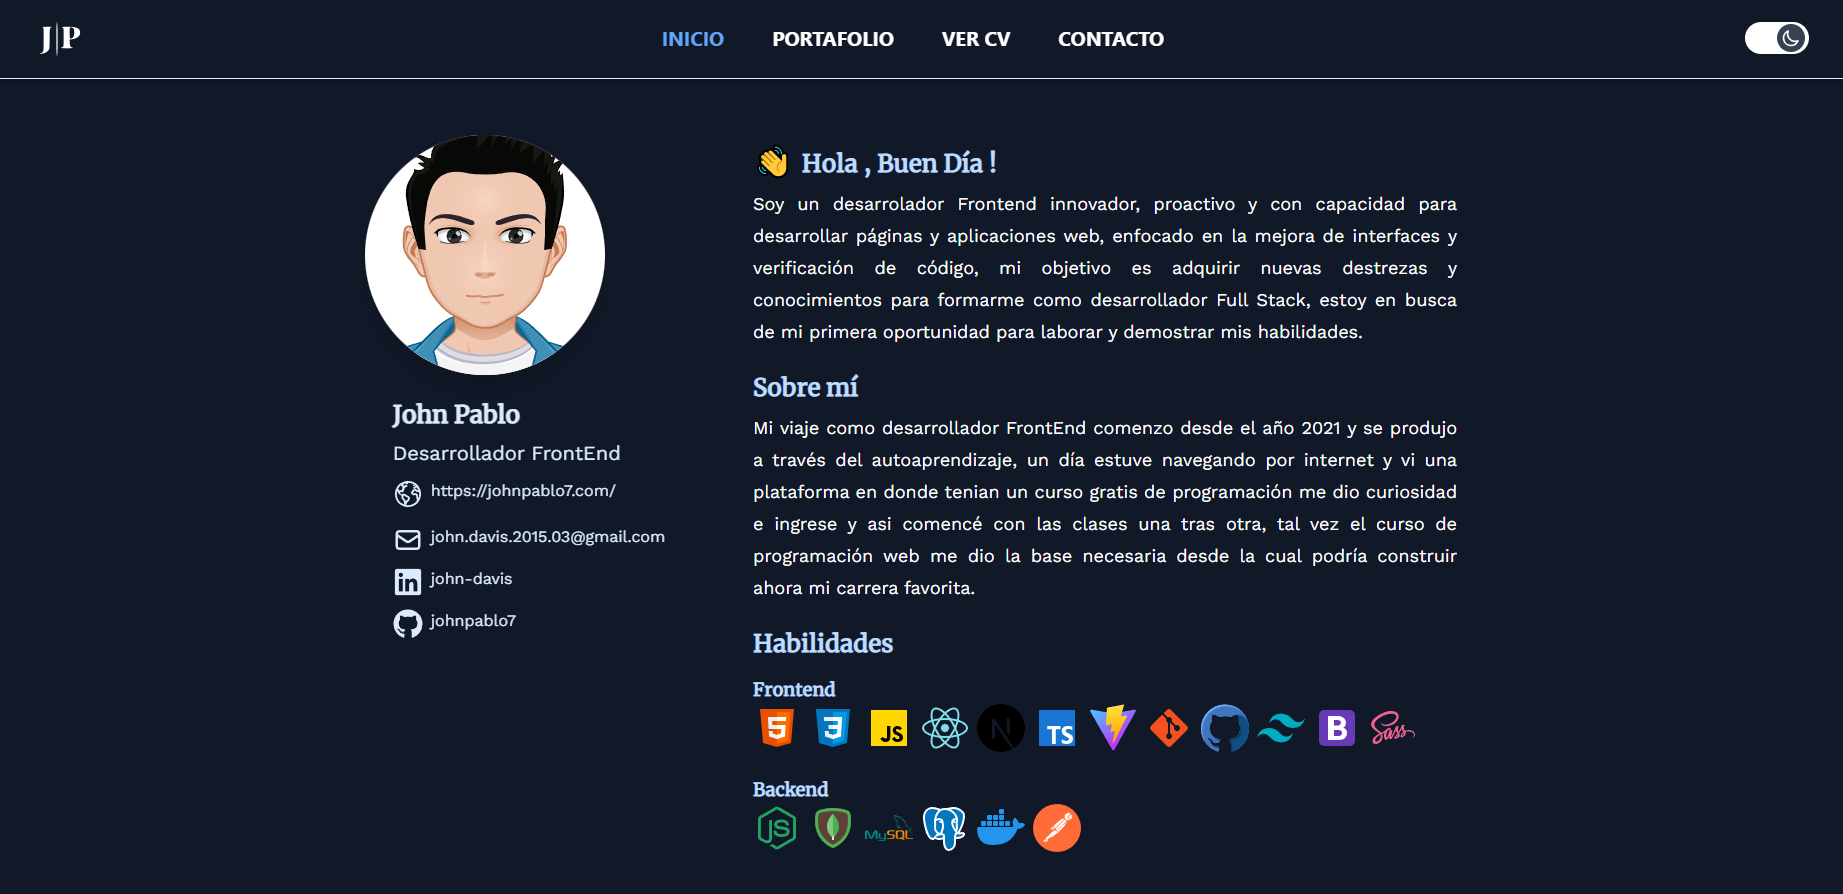 J|P
INICIO PORTAFOLIO VER CV CONTACTO
John Pablo
Desarrollador FrontEnd
https://johnpablo7.com/
john.davis.2015.03@gmail.com
in john-davis
johnpablo7
Hola , Buen Día !
Soy un desarrolador Frontend innovador, proactivo y con capacidad para
desarrollar páginas y aplicaciones web, enfocado en la mejora de interfaces y
verificación de código, mi objetivo es adquirir nuevas destrezas y
conocimientos para formarme como desarrollador Full Stack, estoy en busca
de mi primera oportunidad para laborar y demostrar mis habilidades.
Sobre mí
Mi viaje como desarrollador FrontEnd comenzo desde el año 2021 y se produjo
a través del autoaprendizaje, un día estuve navegando por internet y vi una
plataforma en donde tenian un curso gratis de programación me dio curiosidad
e ingrese y asi comencé con las clases una tras otra, tal vez el curso de
programación web me dio la base necesaria desde la cual podría construir
ahora mi carrera favorita.
Habilidades
Frontend
5 3 JS N TS B Sass
Backend
JS MySQL